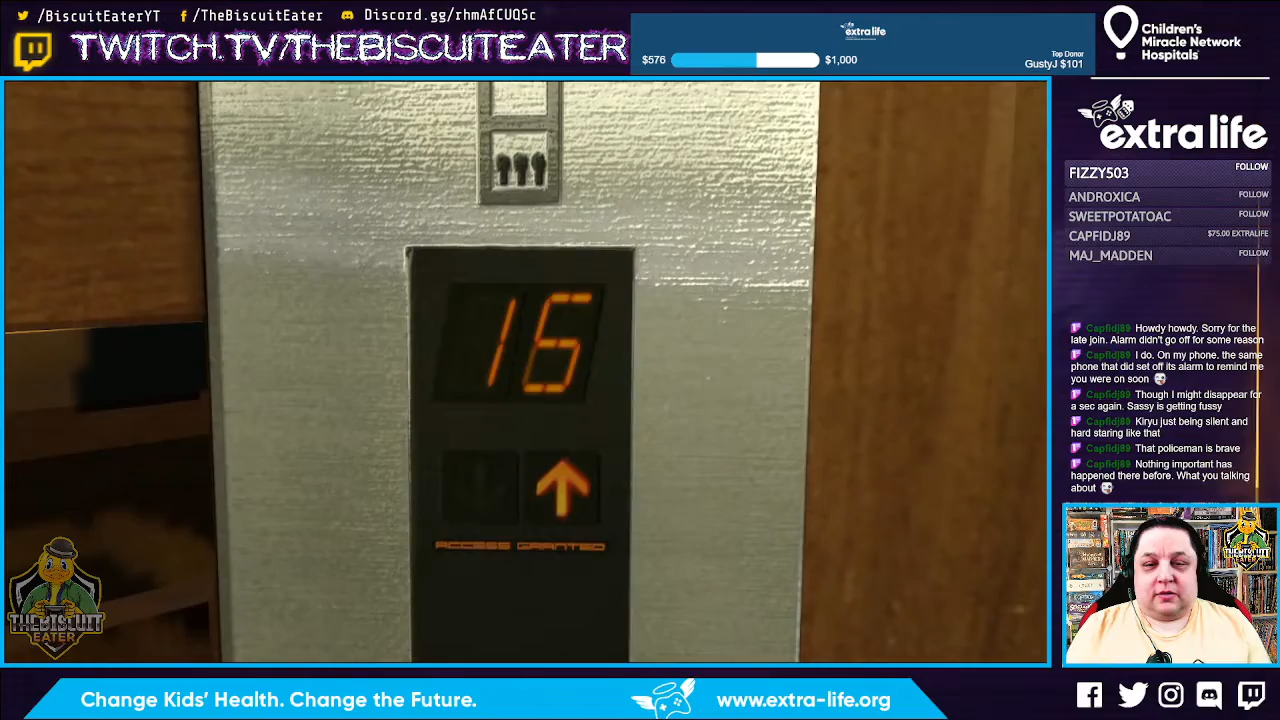 /BiscuitEaterYT
/TheBiscuitEater
Discord.gg/rhmAfCUQSc
TWITCH.TV/THEBISCUITEATER
extra life
$576
$1,000
Top Donor
GustyJ $101
Children's
Miracle Network
Hospitals
extra life
FIZZY503 FOLLOW
ANDROXICA FOLLOW
SWEETPOTATOAC FOLLOW
CAPFIDJ89 $75.00 EXTRALIFE
MAJ_MADDEN FOLLOW
16
ACCESS GRANTED
Capfidj89 Howdy howdy. Sorry for the
late join. Alarm didn't go off for some reason
Capfidj89 I do. On my phone. the same
phone that did set off its alarm to remind me
you were on soon
Capfidj89 Though I might disappear for
a sec again. Sassy is getting fussy
Capfidj89 Kiryu just being silent and
hard staring like that
Capfidj89 That policeman is brave
Capfidj89 Nothing important has
happened there before. What you talking
about
THEBISCUIT
EATER
THEBISCUIT
EATER
Change Kids' Health. Change the Future.
www.extra-life.org